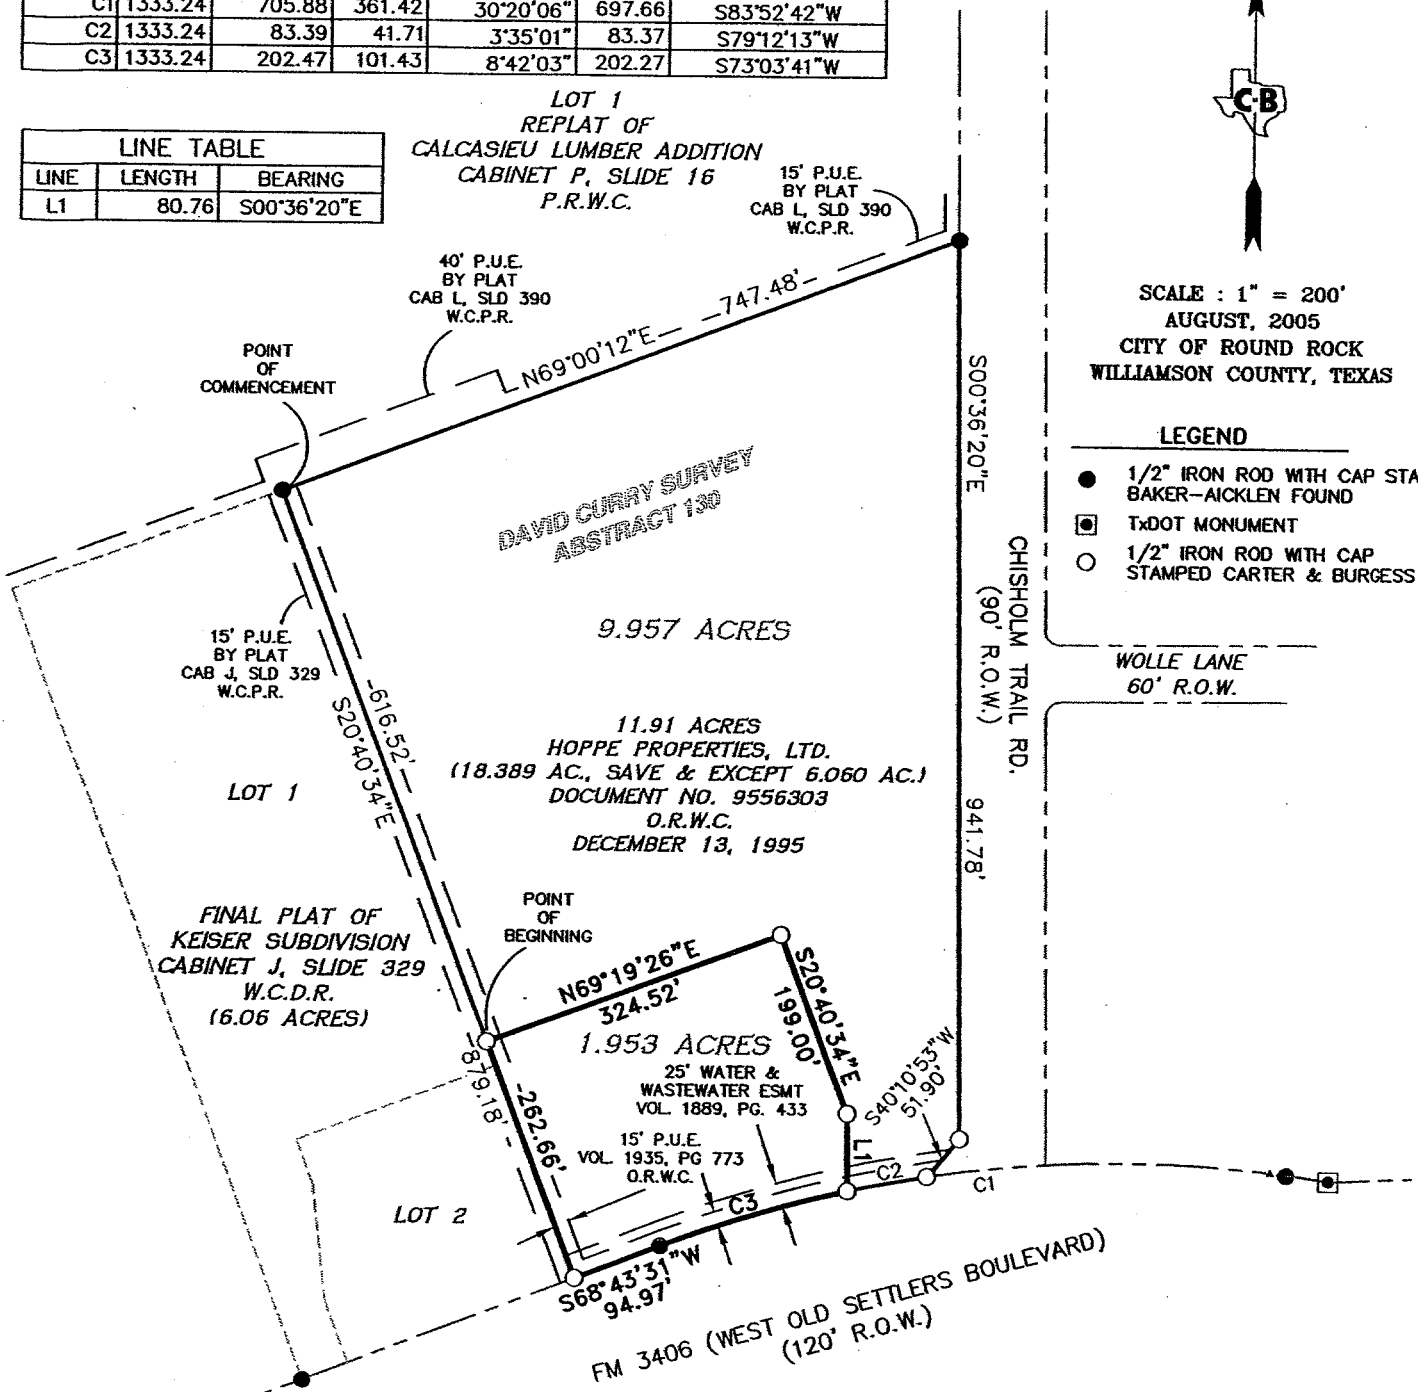 C1 1333.24 705.88 361.42 30°20'06" 697.66 S83°52'42"W
C2 1333.24 83.39 41.71 3°35'01" 83.37 S79°12'13"W
C3 1333.24 202.47 101.43 8°42'03" 202.27 S73°03'41"W
LINE TABLE
LINE LENGTH BEARING
L1 80.76 S00°36'20"E
LOT 1
REPLAT OF
CALCASIEU LUMBER ADDITION
CABINET P, SLIDE 16
P.R.W.C.
15' P.U.E.
BY PLAT
CAB L, SLD 390
W.C.P.R.
C-B
SCALE : 1" = 200'
AUGUST, 2005
CITY OF ROUND ROCK
WILLIAMSON COUNTY, TEXAS
40' P.U.E.
BY PLAT
CAB L, SLD 390
W.C.P.R.
N69°00'12"E
747.48'
POINT
OF
COMMENCEMENT
S00°36'20"E
941.78'
LEGEND
1/2" IRON ROD WITH CAP STA
BAKER-AICKLEN FOUND
TxDOT MONUMENT
1/2" IRON ROD WITH CAP
STAMPED CARTER & BURGESS
DAVID CURRY SURVEY
ABSTRACT 130
CHISHOLM TRAIL RD.
(90' R.O.W.)
WOLLE LANE
60' R.O.W.
9.957 ACRES
15' P.U.E.
BY PLAT
CAB J, SLD 329
W.C.P.R.
616.52'
S20°40'34"E
11.91 ACRES
HOPPE PROPERTIES, LTD.
(18.389 AC., SAVE & EXCEPT 6.060 AC.)
DOCUMENT NO. 9556303
O.R.W.C.
DECEMBER 13, 1995
LOT 1
FINAL PLAT OF
KEISER SUBDIVISION
CABINET J, SLIDE 329
W.C.D.R.
(6.06 ACRES)
POINT
OF
BEGINNING
N69°19'26"E
324.52'
S20°40'34"E
199.00'
1.953 ACRES
25' WATER &
WASTEWATER ESMT
VOL. 1889, PG. 433
S40°10'53"W
51.90'
879.18'
262.66'
15' P.U.E.
VOL. 1935, PG 773
O.R.W.C.
L1
C2
C1
C3
LOT 2
S68°43'31"W
94.97'
FM 3406 (WEST OLD SETTLERS BOULEVARD)
(120' R.O.W.)